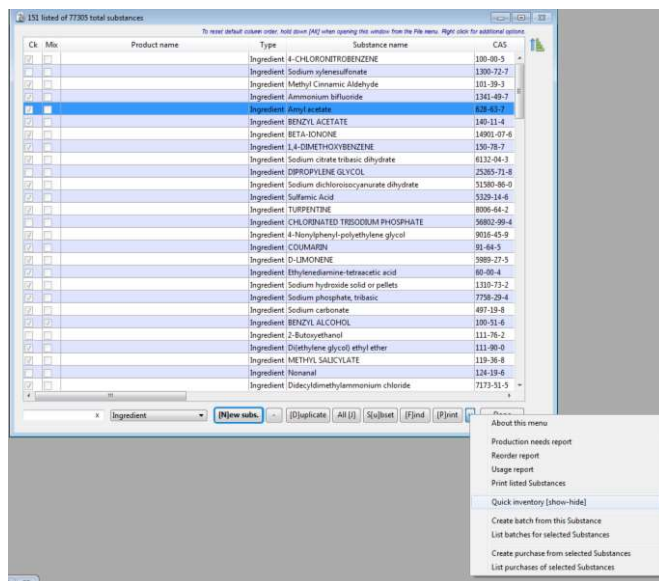 151 listed of 77305 total substances
To reset default column order, hold down [Alt] when opening this window from the File menu. Right click for additional options.
Ck Mix Product name Type Substance name CAS
Ingredient 4-CHLORONITROBENZENE 100-00-5
Ingredient Sodium xylenesulfonate 1300-72-7
Ingredient Methyl Cinnamic Aldehyde 101-39-3
Ingredient Ammonium bifluoride 1341-49-7
Ingredient Amyl acetate 628-63-7
Ingredient BENZYL ACETATE 140-11-4
Ingredient BETA-IONONE 14901-07-6
Ingredient 1,4-DIMETHOXYBENZENE 150-78-7
Ingredient Sodium citrate tribasic dihydrate 6132-04-3
Ingredient DIPROPYLENE GLYCOL 25265-71-8
Ingredient Sodium dichloroisocyanurate dihydrate 51580-86-0
Ingredient Sulfamic Acid 5329-14-6
Ingredient TURPENTINE 8006-64-2
Ingredient CHLORINATED TRISODIUM PHOSPHATE 56802-99-4
Ingredient 4-Nonylphenyl-polyethylene glycol 9016-45-9
Ingredient COUMARIN 91-64-5
Ingredient D-LIMONENE 5989-27-5
Ingredient Ethylenediamine-tetraacetic acid 60-00-4
Ingredient Sodium hydroxide solid or pellets 1310-73-2
Ingredient Sodium phosphate, tribasic 7758-29-4
Ingredient Sodium carbonate 497-19-8
Ingredient BENZYL ALCOHOL 100-51-6
Ingredient 2-Butoxyethanol 111-76-2
Ingredient Di(ethylene glycol) ethyl ether 111-90-0
Ingredient METHYL SALICYLATE 119-36-8
Ingredient Nonanal 124-19-6
Ingredient Didecyldimethylammonium chloride 7173-51-5
x Ingredient [N]ew subs. - [D]uplicate All [J] S[u]bset [F]ind [P]rint Done
About this menu
Production needs report
Reorder report
Usage report
Print listed Substances
Quick inventory [show-hide]
Create batch from this Substance
List batches for selected Substances
Create purchase from selected Substances
List purchases of selected Substances